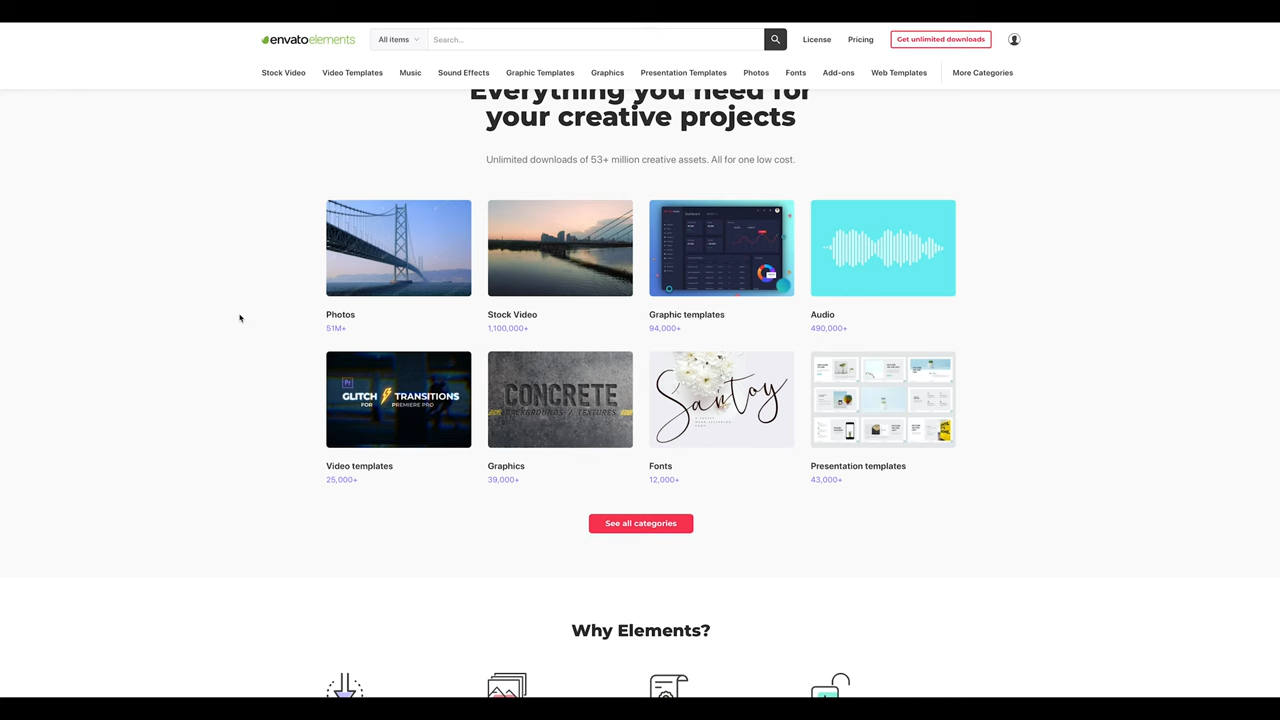 envatoelements
All items
Search...
License
Pricing
Get unlimited downloads
Stock Video
Video Templates
Music
Sound Effects
Graphic Templates
Graphics
Presentation Templates
Photos
Fonts
Add-ons
Web Templates
More Categories
Everything you need for
your creative projects
Unlimited downloads of 53+ million creative assets. All for one low cost.
Photos
51M+
Stock Video
1,100,000+
Dashboard
Graphic templates
94,000+
Audio
490,000+
Pr
GLITCH TRANSITIONS
FOR PREMIERE PRO
Video templates
25,000+
CONCRETE
BACKGROUNDS / TEXTURES
Graphics
39,000+
Santoy
Fonts
12,000+
Presentation templates
43,000+
See all categories
Why Elements?